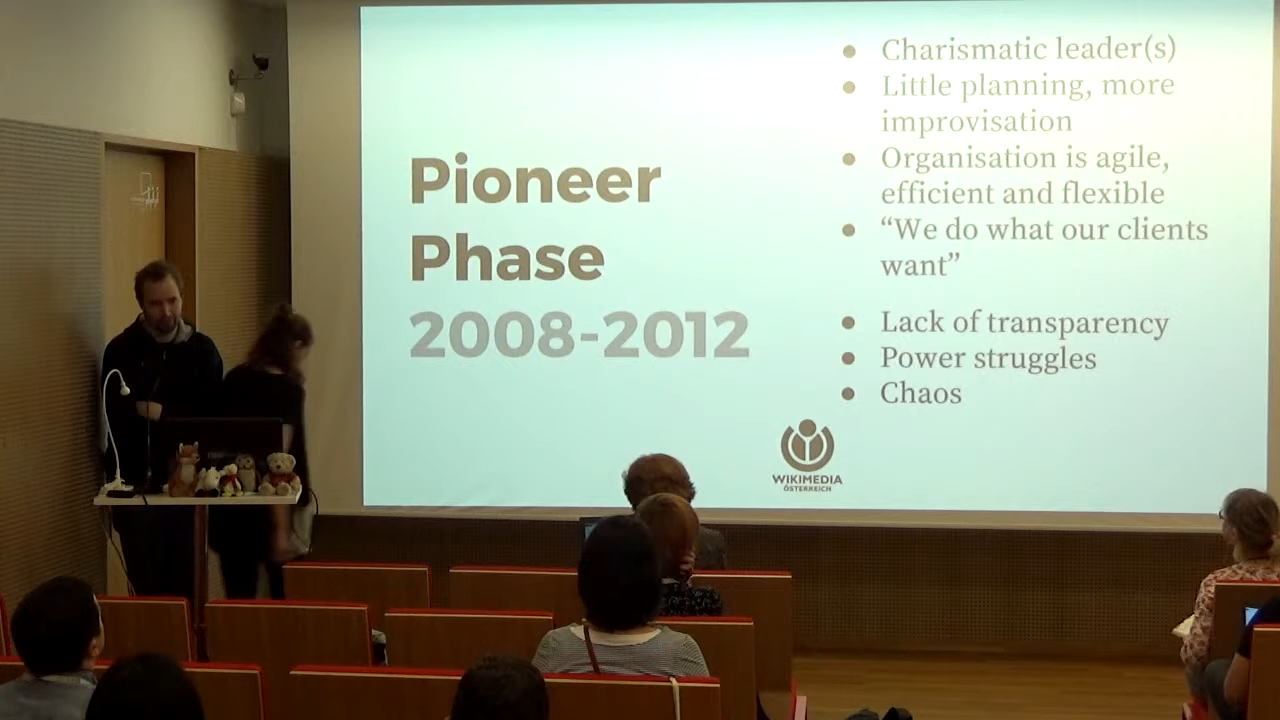 Pioneer
Phase
2008-2012
• Charismatic leader(s)
• Little planning, more
improvisation
• Organisation is agile,
efficient and flexible
• “We do what our clients
want”
• Lack of transparency
• Power struggles
• Chaos
WIKIMEDIA
ÖSTERREICH